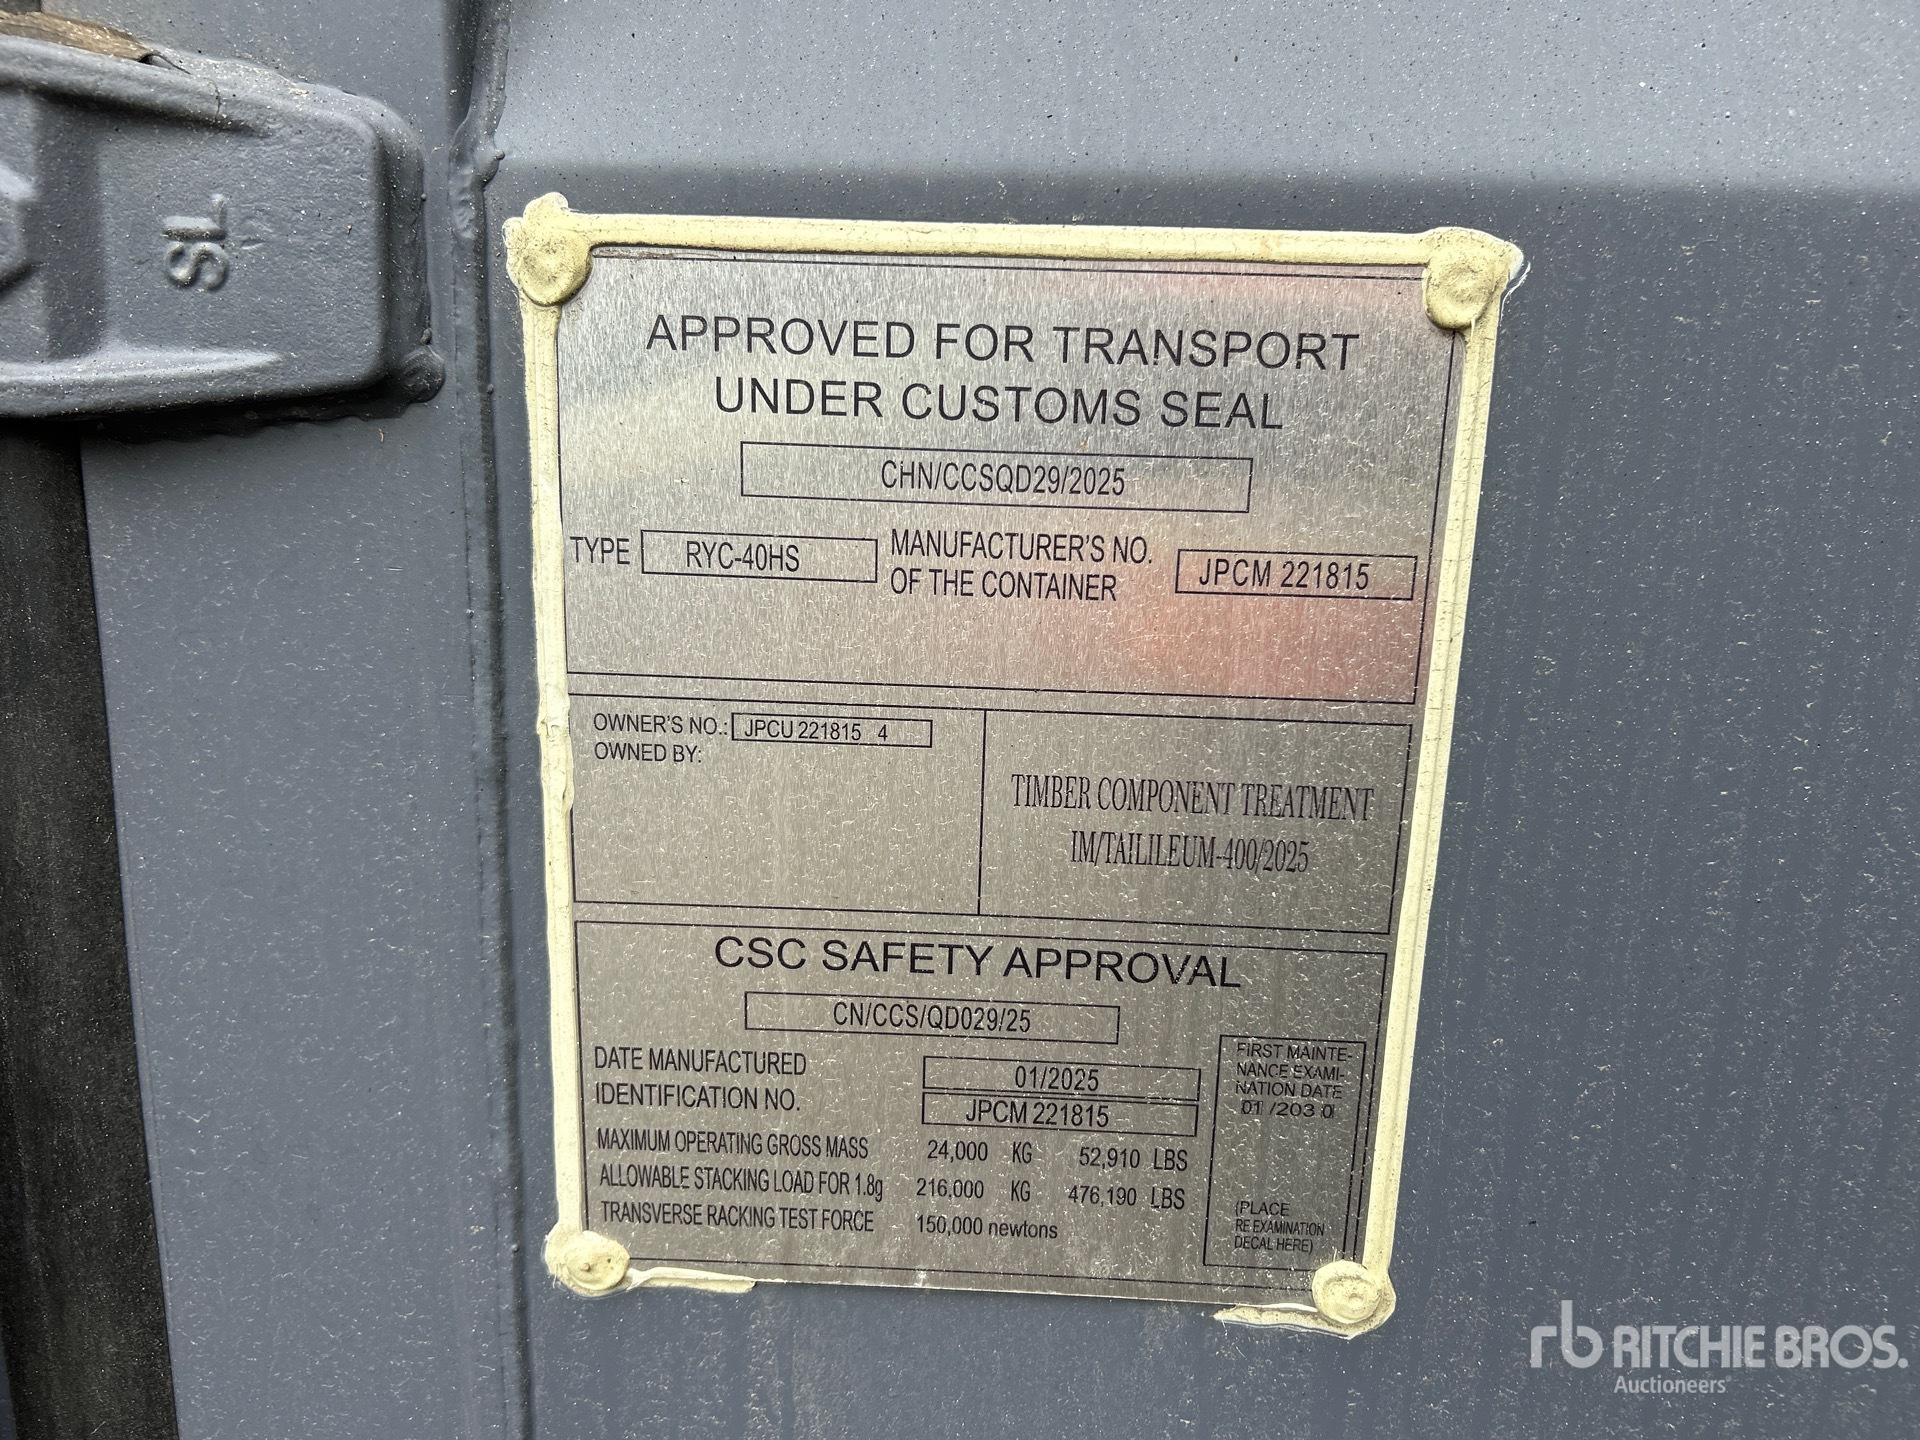 SL
APPROVED FOR TRANSPORT
UNDER CUSTOMS SEAL
CHN/CCSQD29/2025
TYPE RYC-40HS MANUFACTURER'S NO. JPCM 221815
OF THE CONTAINER
OWNER'S NO.: JPCU 221815 4
OWNED BY:
TIMBER COMPONENT TREATMENT
IM/TAILILEUM-400/2025
CSC SAFETY APPROVAL
CN/CCS/QD029/25
DATE MANUFACTURED 01/2025
IDENTIFICATION NO. JPCM 221815
MAXIMUM OPERATING GROSS MASS 24,000 KG 52,910 LBS
ALLOWABLE STACKING LOAD FOR 1.8g 216,000 KG 476,190 LBS
TRANSVERSE RACKING TEST FORCE 150,000 newtons
FIRST MAINTE-
NANCE EXAMI-
NATION DATE
01 /203 0
(PLACE
RE EXAMINATION
DECAL HERE)
rb RITCHIE BROS.
Auctioneers